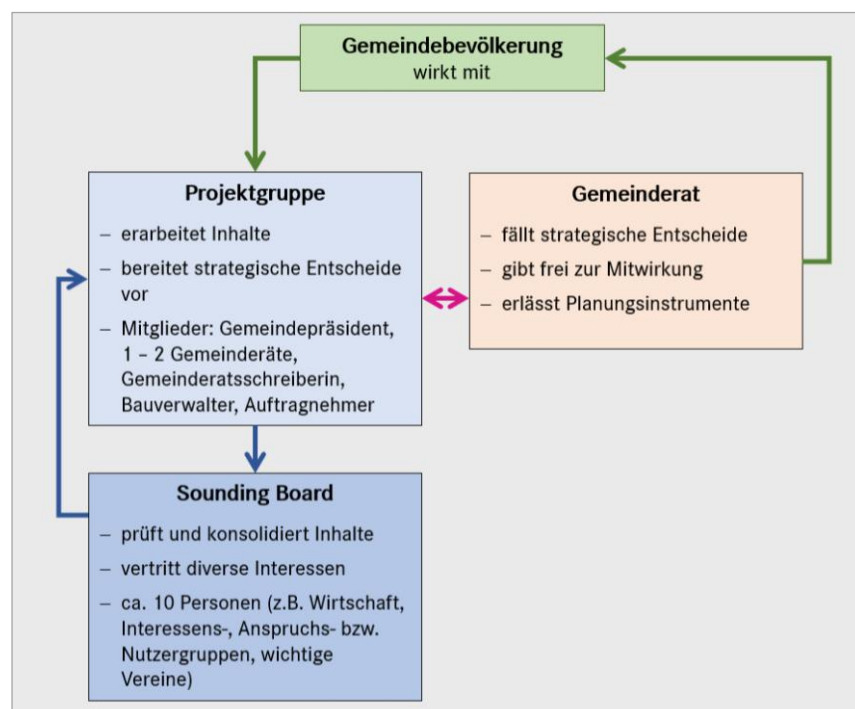 Gemeindebevölkerung
wirkt mit
Projektgruppe
– erarbeitet Inhalte
– bereitet strategische Entscheide
vor
– Mitglieder: Gemeindepräsident,
1 – 2 Gemeinderäte,
Gemeinderatsschreiberin,
Bauverwalter, Auftragnehmer
Gemeinderat
– fällt strategische Entscheide
– gibt frei zur Mitwirkung
– erlässt Planungsinstrumente
Sounding Board
– prüft und konsolidiert Inhalte
– vertritt diverse Interessen
– ca. 10 Personen (z.B. Wirtschaft,
Interessens-, Anspruchs- bzw.
Nutzergruppen, wichtige
Vereine)